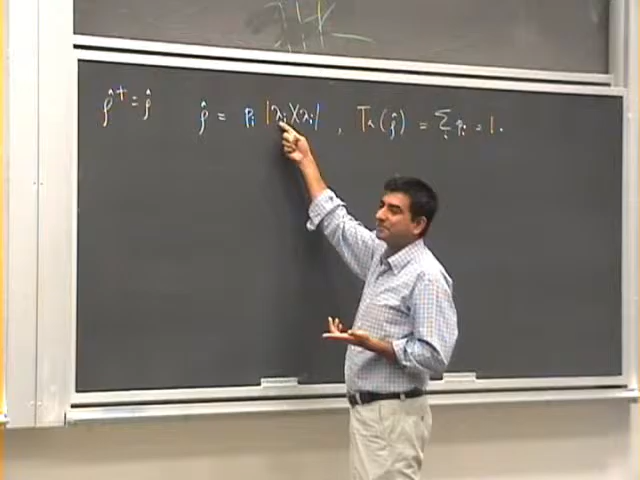 ρ̂† = ρ̂   ρ̂ = pᵢ |λᵢ⟩⟨λᵢ| , Tr(ρ̂) = Σᵢ pᵢ = 1.